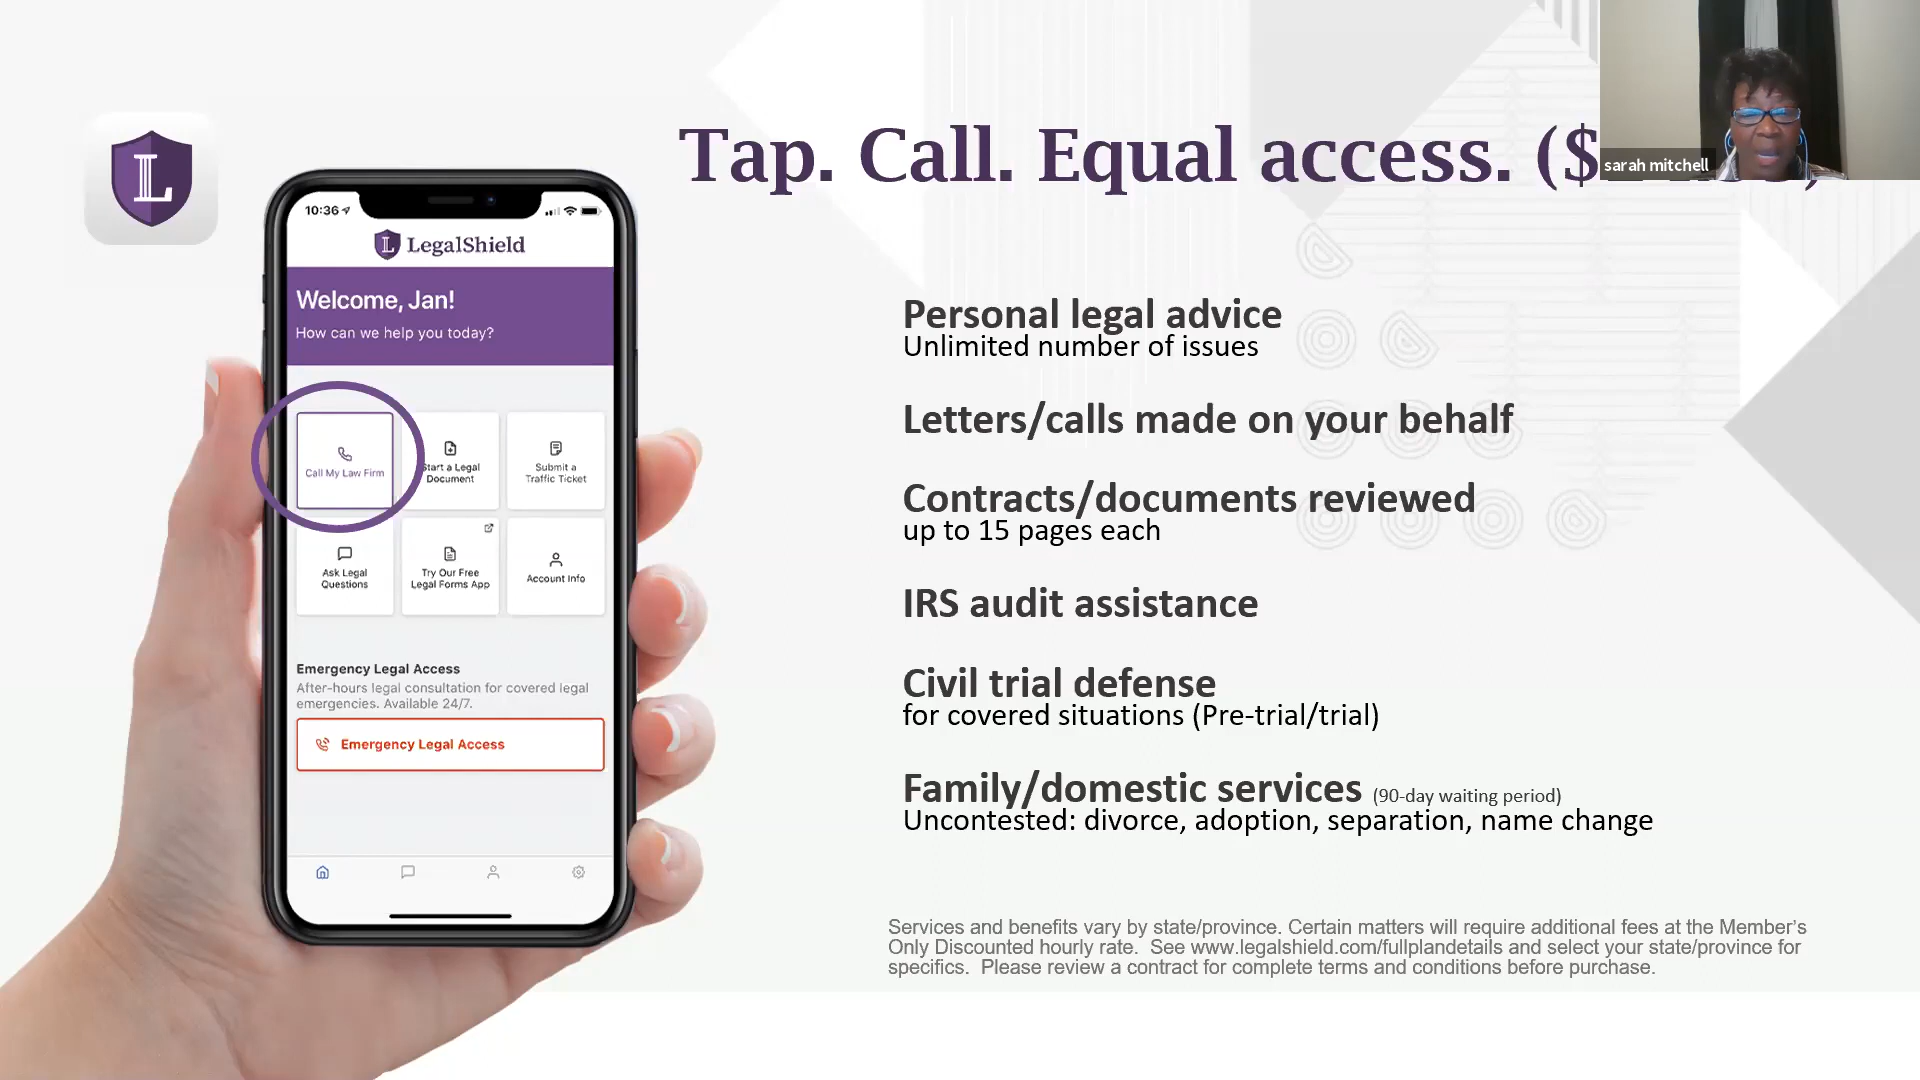 Tap. Call. Equal access. ($
sarah mitchell
L
10:36
LegalShield
Welcome, Jan!
How can we help you today?
Call My Law Firm
Start a Legal
Document
Submit a
Traffic Ticket
Ask Legal
Questions
Try Our Free
Legal Forms App
Account Info
Emergency Legal Access
After-hours legal consultation for covered legal
emergencies. Available 24/7.
Emergency Legal Access
Personal legal advice
Unlimited number of issues
Letters/calls made on your behalf
Contracts/documents reviewed
up to 15 pages each
IRS audit assistance
Civil trial defense
for covered situations (Pre-trial/trial)
Family/domestic services (90-day waiting period)
Uncontested: divorce, adoption, separation, name change
Services and benefits vary by state/province. Certain matters will require additional fees at the Member's
Only Discounted hourly rate.  See www.legalshield.com/fullplandetails and select your state/province for
specifics.  Please review a contract for complete terms and conditions before purchase.